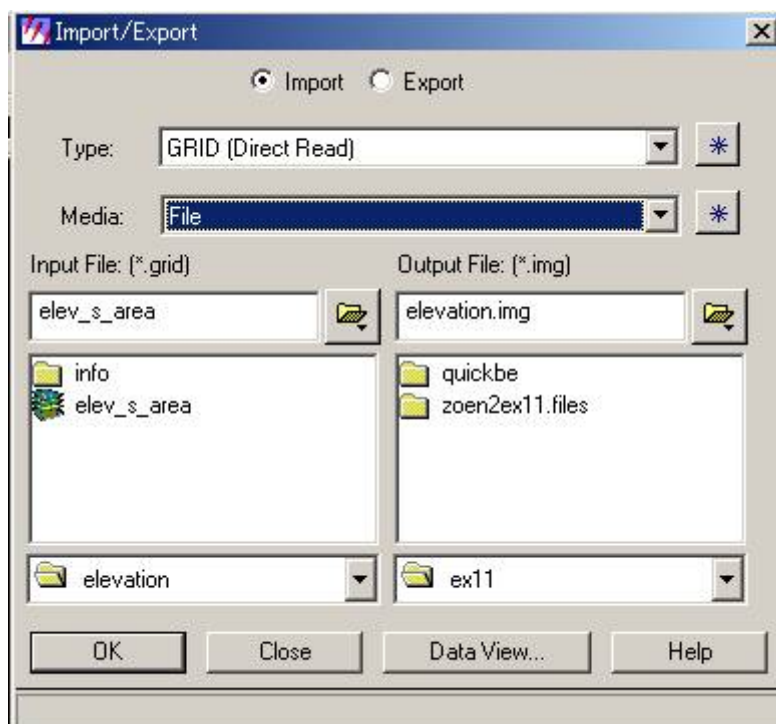 Import/Export
Import Export
Type: GRID (Direct Read)
Media: File
Input File: (*.grid) Output File: (*.img)
elev_s_area elevation.img
info quickbe
elev_s_area zoen2ex11.files
elevation ex11
OK Close Data View... Help